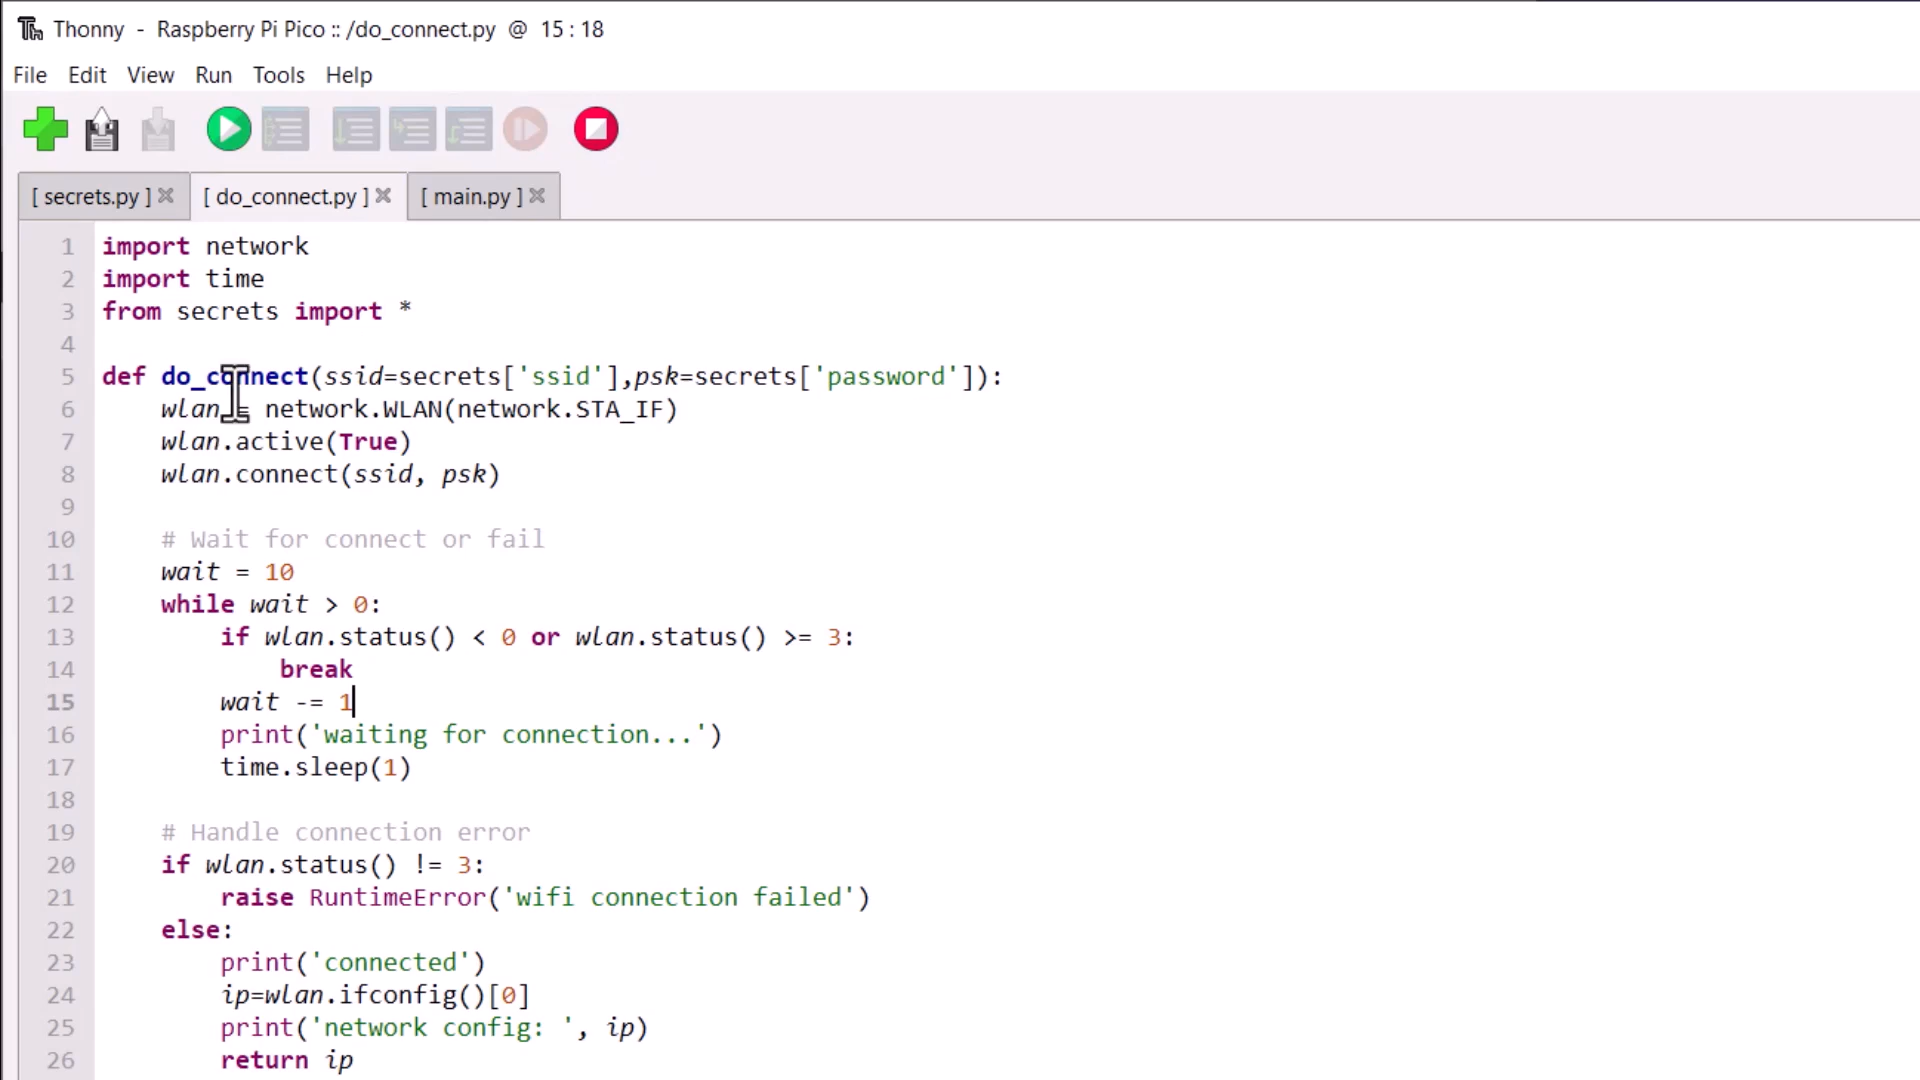 Thonny - Raspberry Pi Pico :: /do_connect.py @ 15 : 18
File Edit View Run Tools Help
[ secrets.py ] [ do_connect.py ] [ main.py ]
1 import network
2 import time
3 from secrets import *
4
5 def do_connect(ssid=secrets['ssid'],psk=secrets['password']):
6 wlan = network.WLAN(network.STA_IF)
7 wlan.active(True)
8 wlan.connect(ssid, psk)
9
10 # Wait for connect or fail
11 wait = 10
12 while wait > 0:
13 if wlan.status() < 0 or wlan.status() >= 3:
14 break
15 wait -= 1
16 print('waiting for connection...')
17 time.sleep(1)
18
19 # Handle connection error
20 if wlan.status() != 3:
21 raise RuntimeError('wifi connection failed')
22 else:
23 print('connected')
24 ip=wlan.ifconfig()[0]
25 print('network config: ', ip)
26 return ip